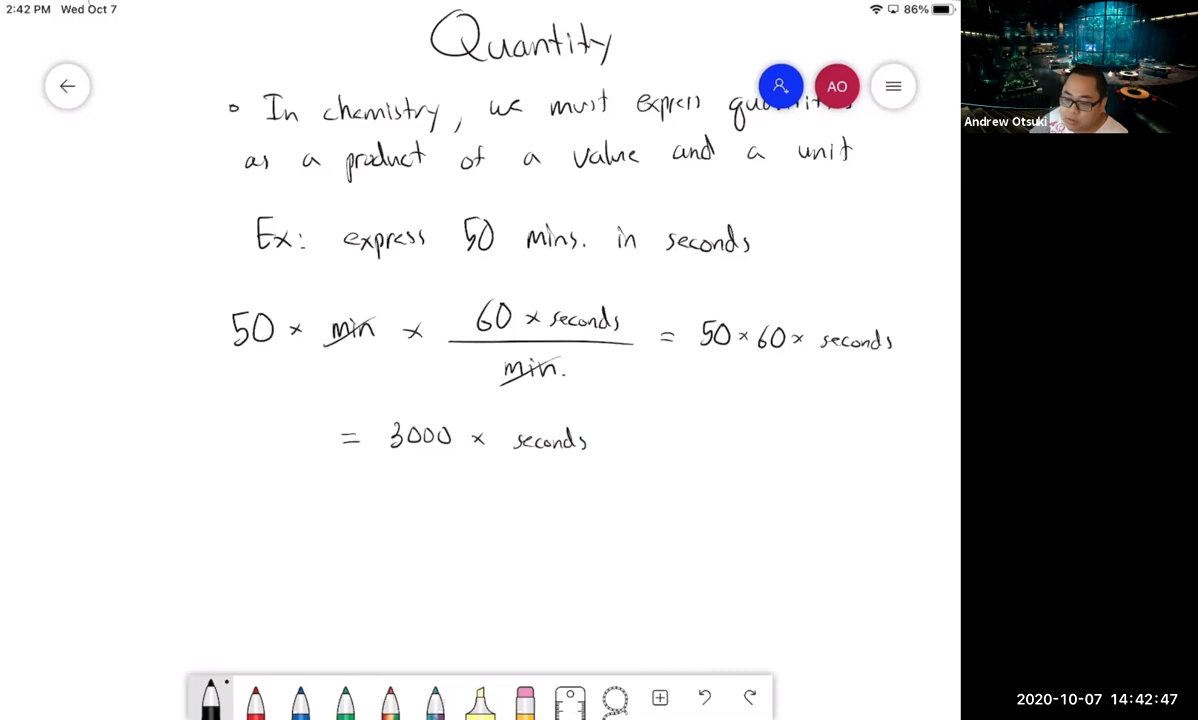 2:42 PM Wed Oct 7
86%
Quantity
AO
In chemistry, we must express quantities
as a product of a value and a unit
Ex: express 50 mins. in seconds
50 × min × 60 × seconds / min. = 50 × 60 × seconds
= 3000 × seconds
Andrew Otsuki
2020-10-07 14:42:47